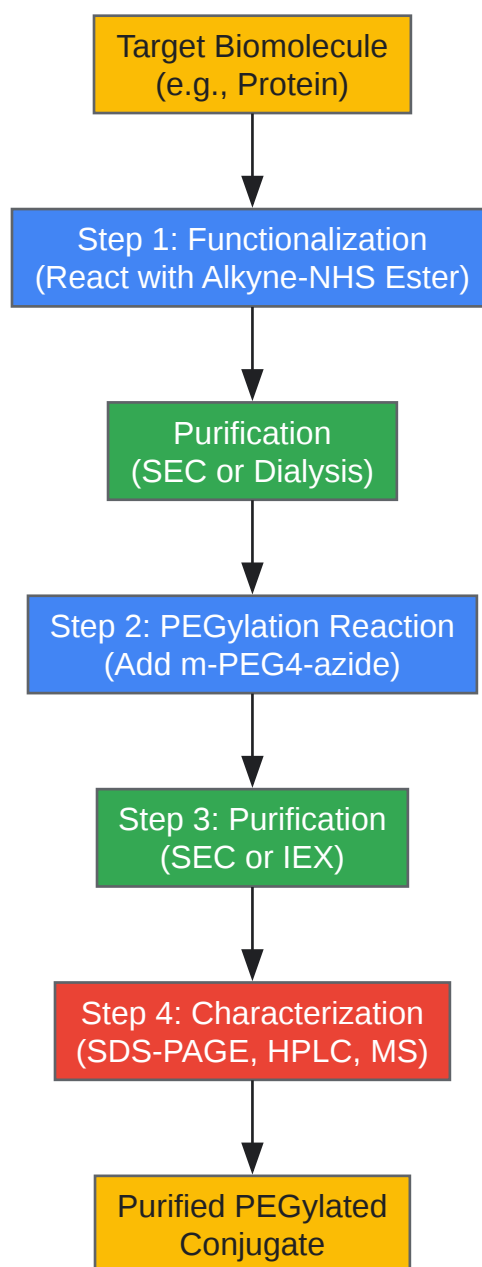 Target Biomolecule
(e.g., Protein)
Step 1: Functionalization
(React with Alkyne-NHS Ester)
Purification
(SEC or Dialysis)
Step 2: PEGylation Reaction
(Add m-PEG4-azide)
Step 3: Purification
(SEC or IEX)
Step 4: Characterization
(SDS-PAGE, HPLC, MS)
Purified PEGylated
Conjugate